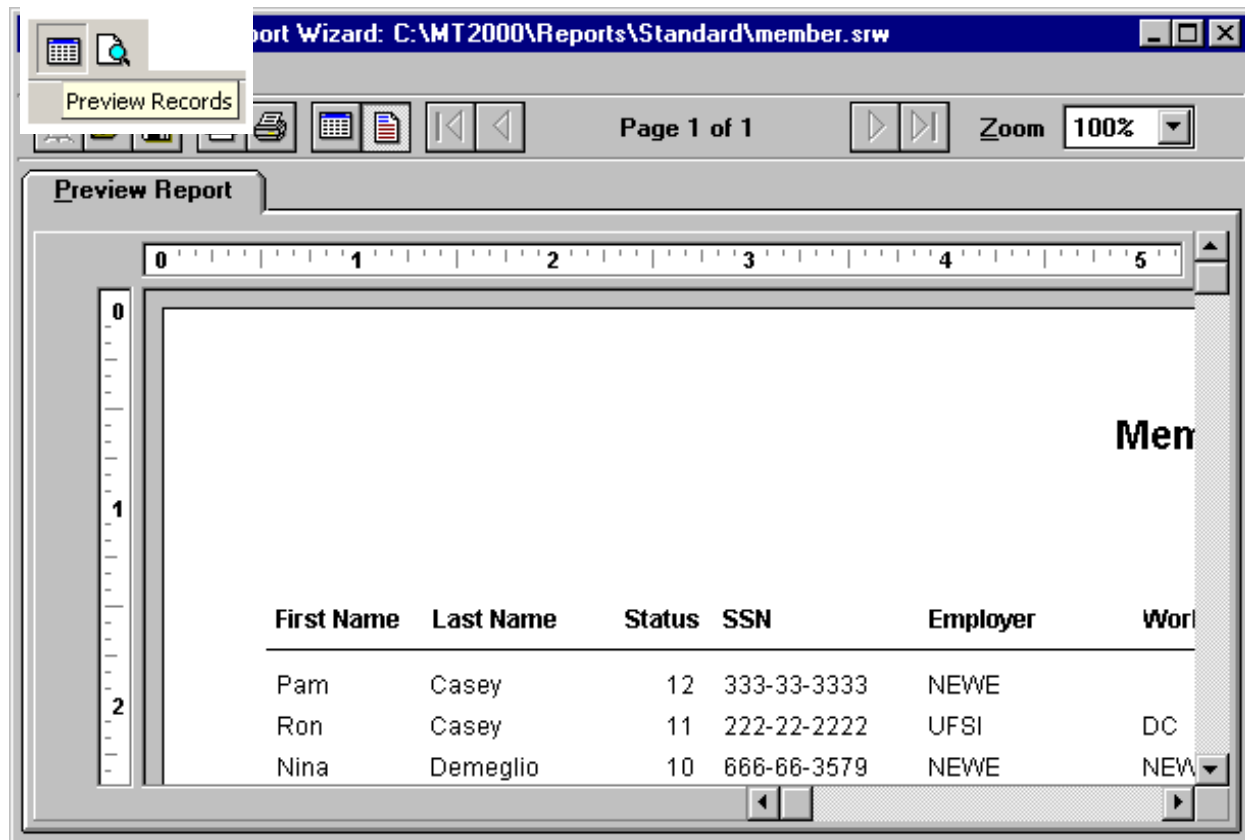 port Wizard: C:\MT2000\Reports\Standard\member.srw
Preview Records
Page 1 of 1 Zoom 100%
Preview Report
0 1 2 3 4 5
0
1
2
Mem
First Name Last Name Status SSN Employer Work
Pam Casey 12 333-33-3333 NEWE
Ron Casey 11 222-22-2222 UFSI DC
Nina Demeglio 10 666-66-3579 NEWE NEW